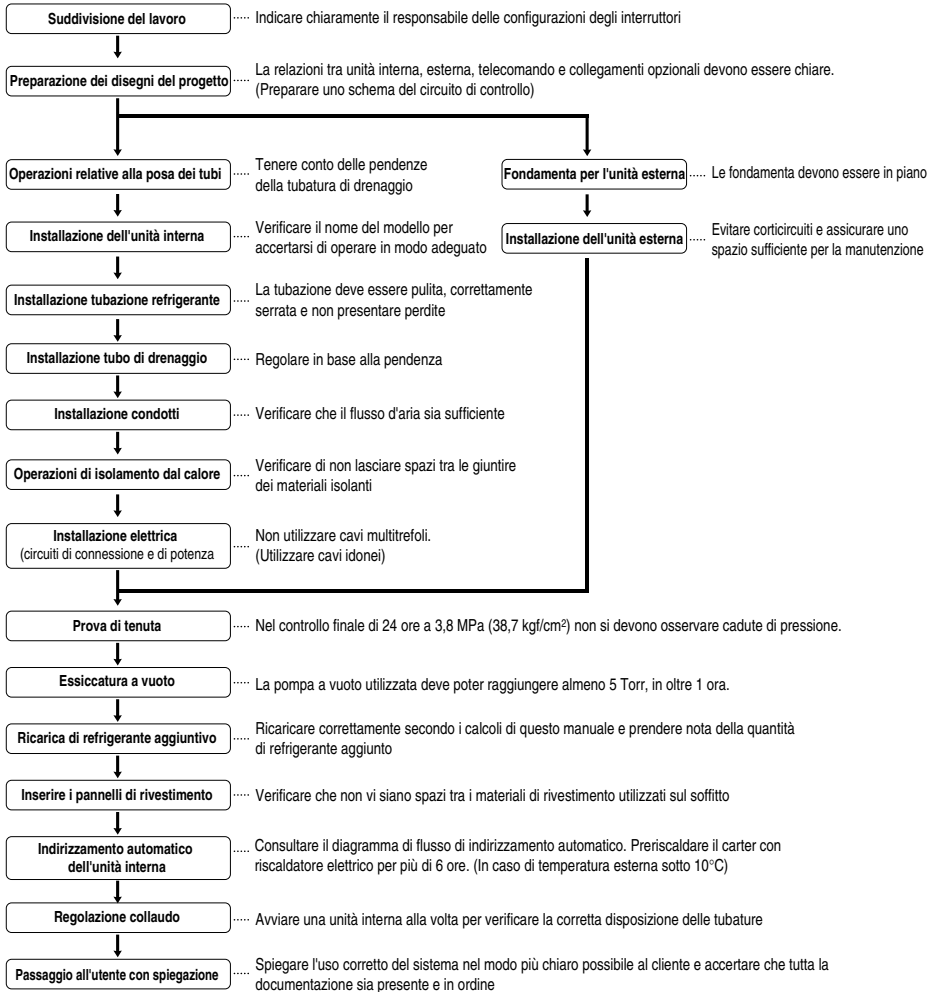 Suddivisione del lavoro
Indicare chiaramente il responsabile delle configurazioni degli interruttori
Preparazione dei disegni del progetto
La relazioni tra unità interna, esterna, telecomando e collegamenti opzionali devono essere chiare.
(Preparare uno schema del circuito di controllo)
Operazioni relative alla posa dei tubi
Tenere conto delle pendenze
della tubatura di drenaggio
Fondamenta per l'unità esterna
Le fondamenta devono essere in piano
Installazione dell'unità interna
Verificare il nome del modello per
accertarsi di operare in modo adeguato
Installazione dell'unità esterna
Evitare corticircuiti e assicurare uno
spazio sufficiente per la manutenzione
Installazione tubazione refrigerante
La tubazione deve essere pulita, correttamente
serrata e non presentare perdite
Installazione tubo di drenaggio
Regolare in base alla pendenza
Installazione condotti
Verificare che il flusso d'aria sia sufficiente
Operazioni di isolamento dal calore
Verificare di non lasciare spazi tra le giuntire
dei materiali isolanti
Installazione elettrica
(circuiti di connessione e di potenza
Non utilizzare cavi multitrefoli.
(Utilizzare cavi idonei)
Prova di tenuta
Nel controllo finale di 24 ore a 3,8 MPa (38,7 kgf/cm²) non si devono osservare cadute di pressione.
Essiccatura a vuoto
La pompa a vuoto utilizzata deve poter raggiungere almeno 5 Torr, in oltre 1 ora.
Ricarica di refrigerante aggiuntivo
Ricaricare correttamente secondo i calcoli di questo manuale e prendere nota della quantità
di refrigerante aggiunto
Inserire i pannelli di rivestimento
Verificare che non vi siano spazi tra i materiali di rivestimento utilizzati sul soffitto
Indirizzamento automatico
dell'unità interna
Consultare il diagramma di flusso di indirizzamento automatico. Preriscaldare il carter con
riscaldatore elettrico per più di 6 ore. (In caso di temperatura esterna sotto 10°C)
Regolazione collaudo
Avviare una unità interna alla volta per verificare la corretta disposizione delle tubature
Passaggio all'utente con spiegazione
Spiegare l'uso corretto del sistema nel modo più chiaro possibile al cliente e accertare che tutta la
documentazione sia presente e in ordine